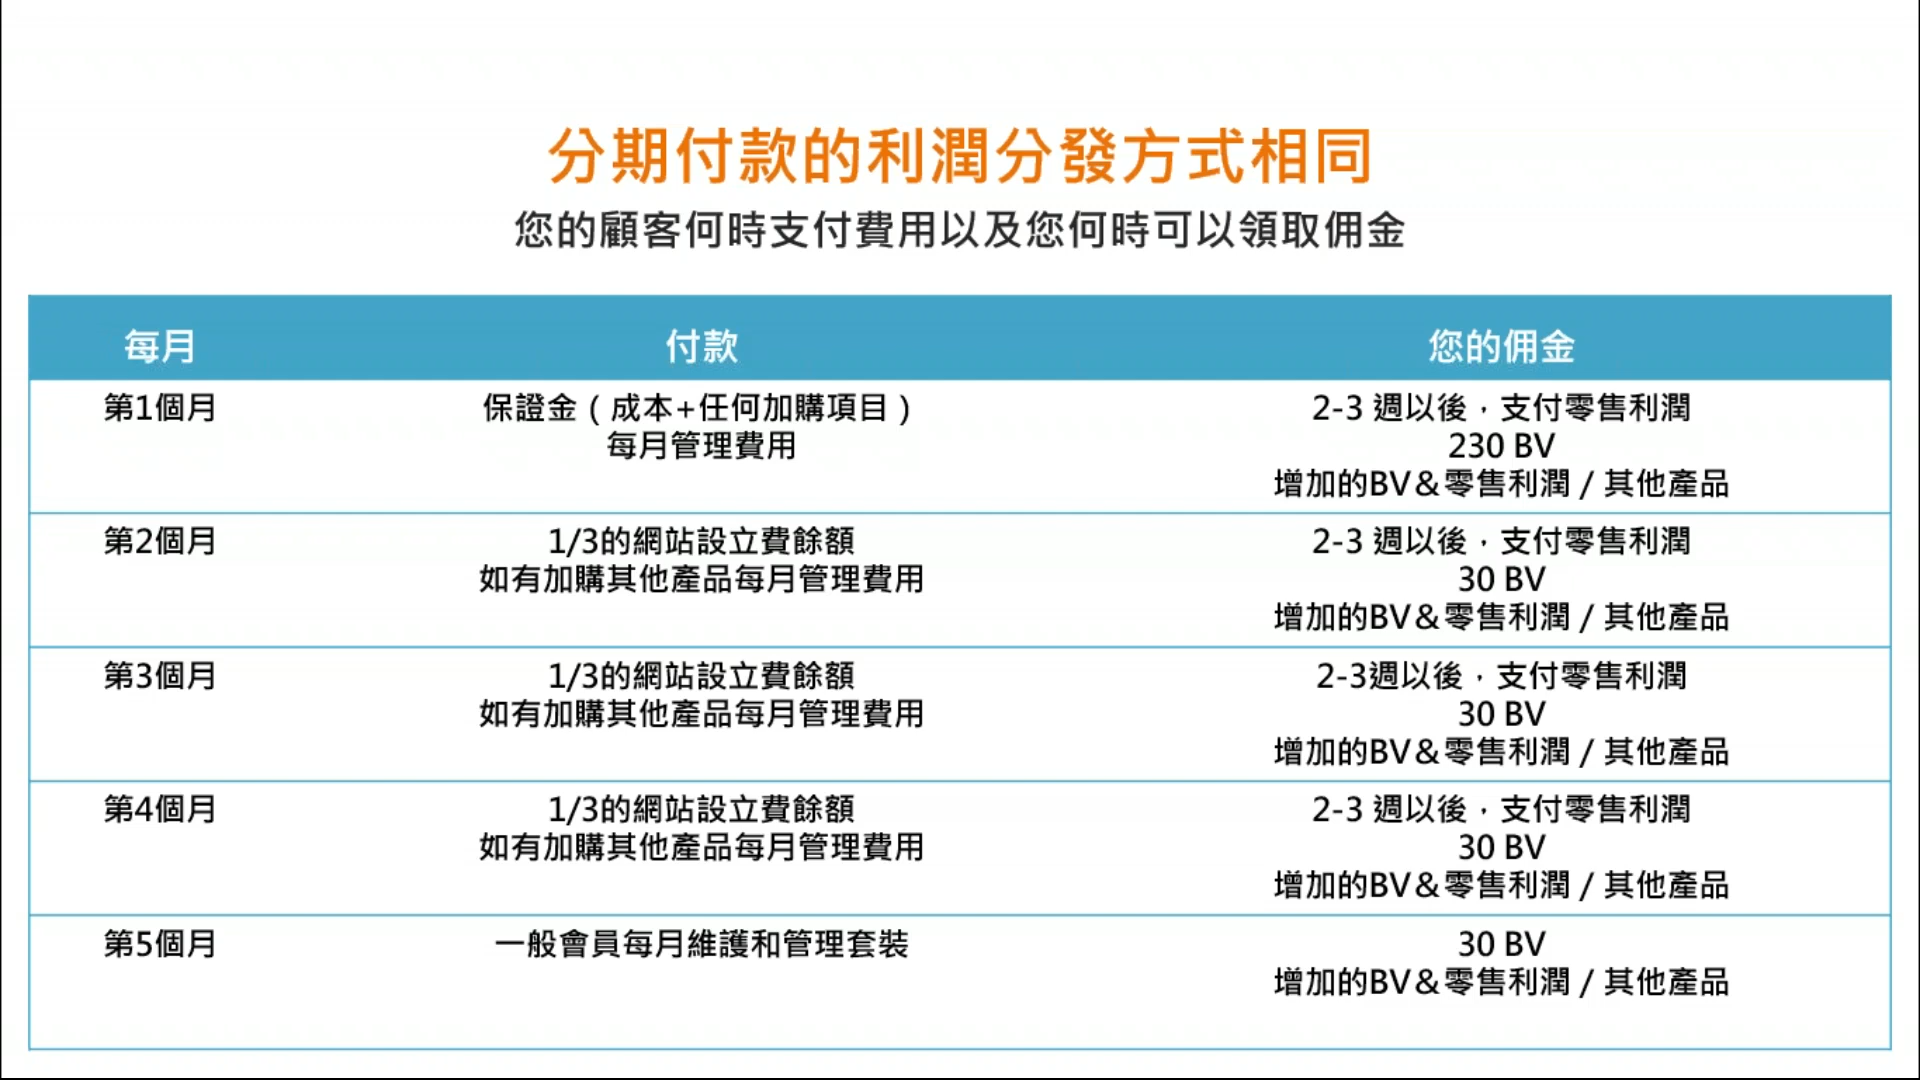 分期付款的利潤分發方式相同
您的顧客何時支付費用以及您何時可以領取佣金
每月 付款 您的佣金
第1個月
保證金（成本+任何加購項目）
每月管理費用
2-3 週以後，支付零售利潤
230 BV
增加的BV＆零售利潤 / 其他產品
第2個月
1/3的網站設立費餘額
如有加購其他產品每月管理費用
2-3 週以後，支付零售利潤
30 BV
增加的BV＆零售利潤 / 其他產品
第3個月
1/3的網站設立費餘額
如有加購其他產品每月管理費用
2-3週以後，支付零售利潤
30 BV
增加的BV＆零售利潤 / 其他產品
第4個月
1/3的網站設立費餘額
如有加購其他產品每月管理費用
2-3 週以後，支付零售利潤
30 BV
增加的BV＆零售利潤 / 其他產品
第5個月
一般會員每月維護和管理套裝
30 BV
增加的BV＆零售利潤 / 其他產品